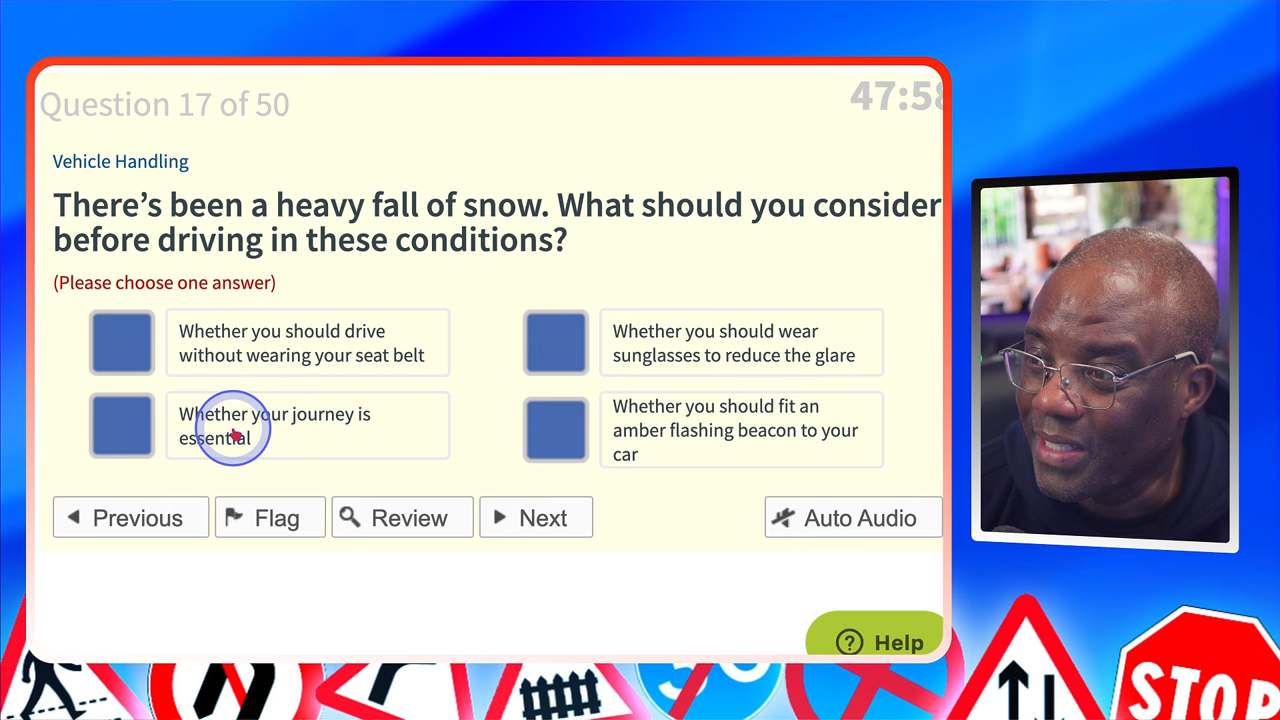 Question 17 of 50
47:58
Vehicle Handling
There's been a heavy fall of snow. What should you consider
before driving in these conditions?
(Please choose one answer)
Whether you should drive
without wearing your seat belt
Whether you should wear
sunglasses to reduce the glare
Whether your journey is
essential
Whether you should fit an
amber flashing beacon to your
car
Previous
Flag
Review
Next
Auto Audio
? Help
STOP